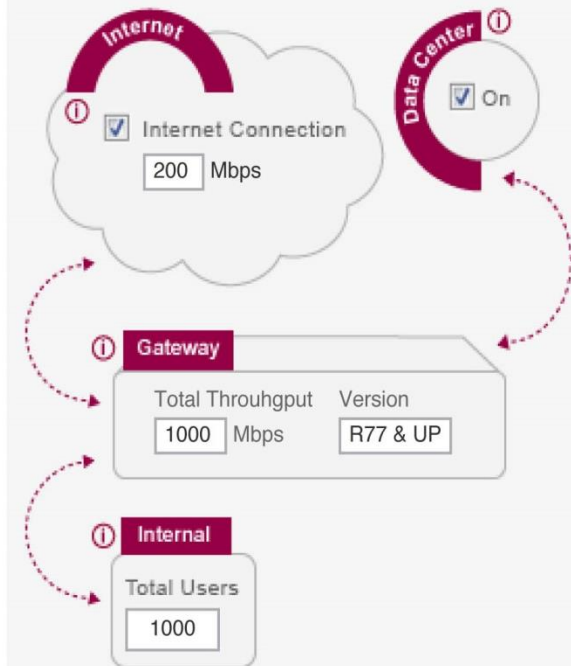 Internet
Internet Connection
200 Mbps
Data Center
On
Gateway
Total Throuhgput Version
1000 Mbps R77 & UP
Internal
Total Users
1000